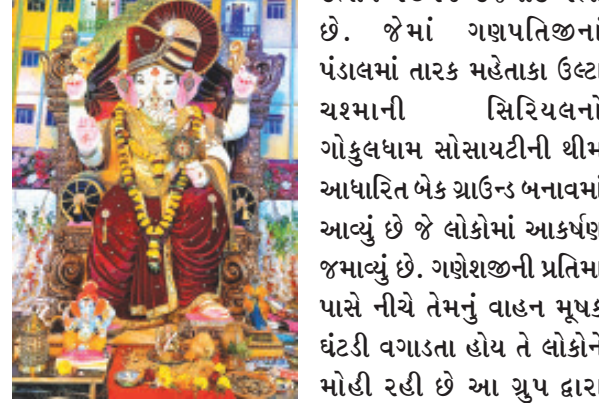 છે. જેમાં ગણપતિજીનાં
પંડાલમાં તારક મહેતાકા ઉલ્ટા
ચશ્માની સિરિયલનો
ગોકુલધામ સોસાયટીની થીમ
આધારિત બેક ગ્રાઉન્ડ બનાવમાં
આવ્યું છે જે લોકોમાં આકર્ષણ
જમાવ્યું છે. ગણેશજીની પ્રતિમા
પાસે નીચે તેમનું વાહન મૂષક
ઘંટડી વગાડતા હોય તે લોકોને
મોહી રહી છે આ ગ્રુપ દ્વારા